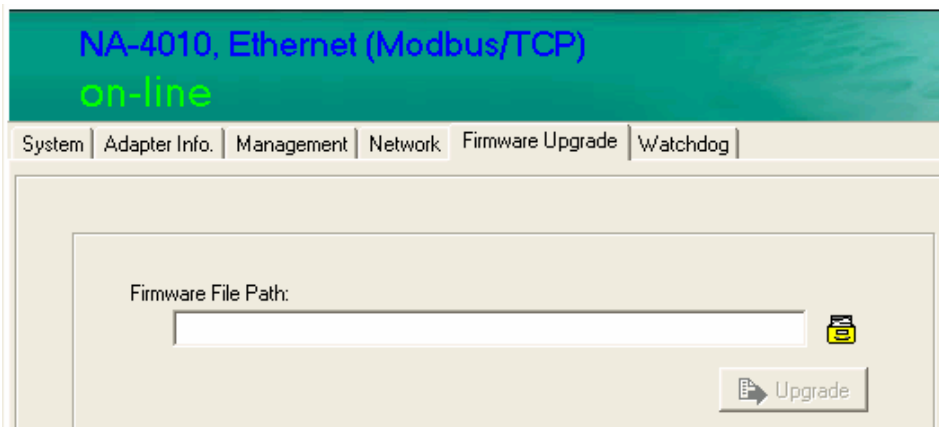 NA-4010, Ethernet (Modbus/TCP)
on-line
System Adapter Info. Management Network Firmware Upgrade Watchdog
Firmware File Path:
Upgrade